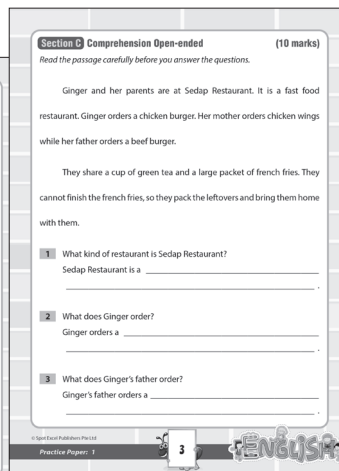 Section C Comprehension Open-ended (10 marks)
Read the passage carefully before you answer the questions.
Ginger and her parents are at Sedap Restaurant. It is a fast food
restaurant. Ginger orders a chicken burger. Her mother orders chicken wings
while her father orders a beef burger.
They share a cup of green tea and a large packet of french fries. They
cannot finish the french fries, so they pack the leftovers and bring them home
with them.
1 What kind of restaurant is Sedap Restaurant?
Sedap Restaurant is a
.
2 What does Ginger order?
Ginger orders a
.
3 What does Ginger's father order?
Ginger's father orders a
.
© Spot Excel Publishers Pte Ltd
Practice Paper: 1 3 ENGLISH